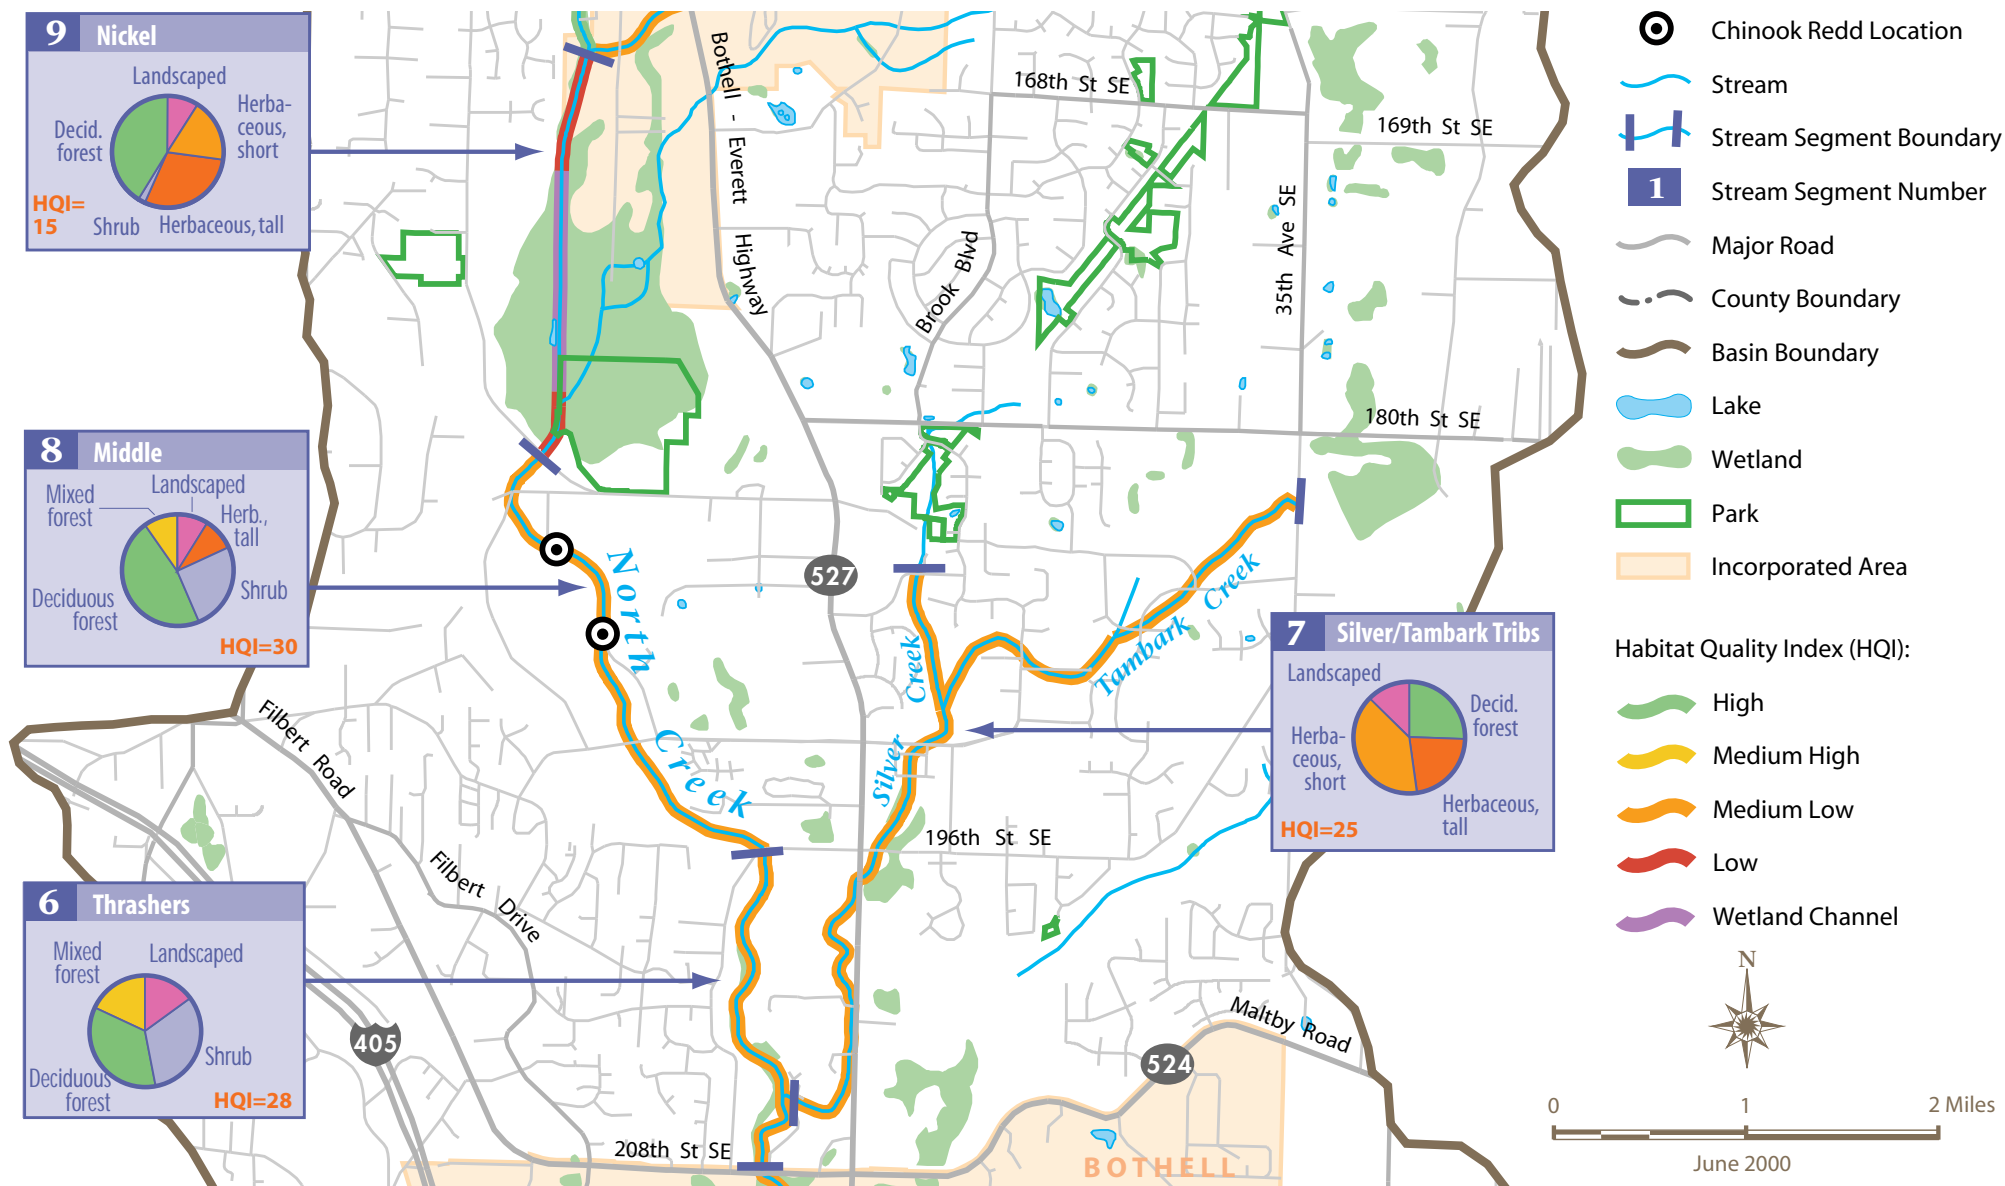 9 Nickel
Landscaped
Herba-
ceous,
short
Decid.
forest
HQI=
15
Shrub
Herbaceous, tall
8 Middle
Landscaped
Mixed
forest
Herb.,
tall
Shrub
Deciduous
forest
HQI=30
6 Thrashers
Mixed
forest
Landscaped
Shrub
Deciduous
forest
HQI=28
7 Silver/Tambark Tribs
Landscaped
Decid.
forest
Herba-
ceous,
short
Herbaceous,
tall
HQI=25
Bothell - Everett Highway
168th St SE
169th St SE
35th Ave SE
Brook Blvd
180th St SE
527
North Creek
Silver Creek
Tambark Creek
Filbert Road
Filbert Drive
196th St SE
405
208th St SE
524
Maltby Road
BOTHELL
Chinook Redd Location
Stream
Stream Segment Boundary
1 Stream Segment Number
Major Road
County Boundary
Basin Boundary
Lake
Wetland
Park
Incorporated Area
Habitat Quality Index (HQI):
High
Medium High
Medium Low
Low
Wetland Channel
N
0 1 2 Miles
June 2000